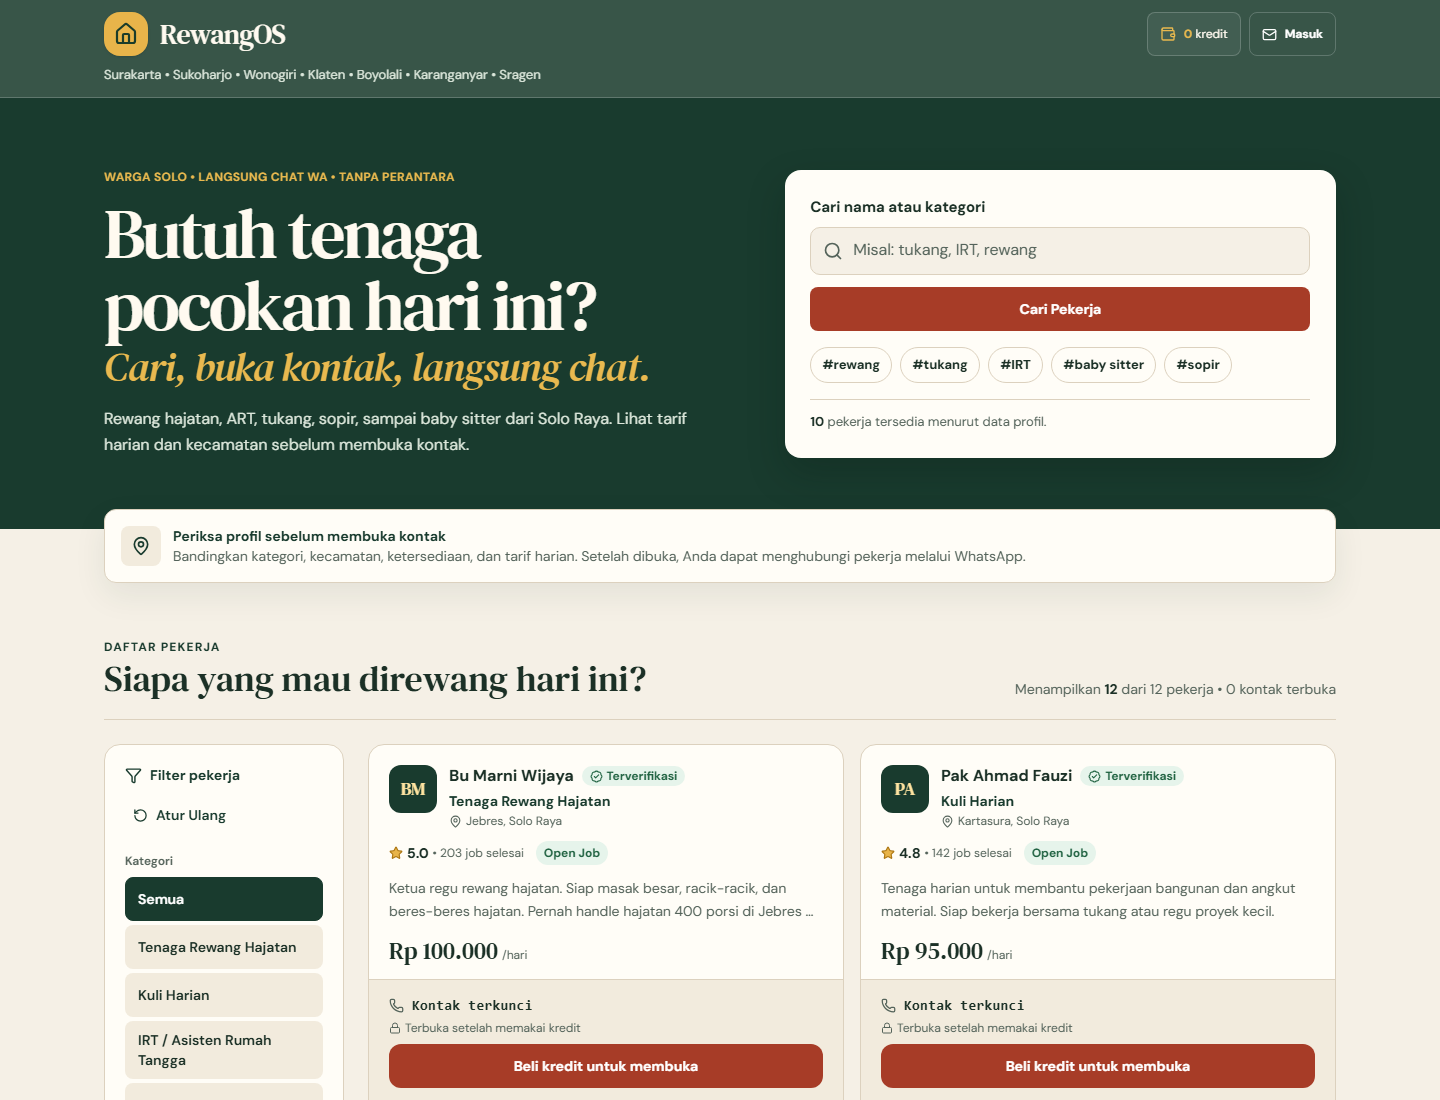 RewangOS
0 kredit
Masuk
Surakarta • Sukoharjo • Wonogiri • Klaten • Boyolali • Karanganyar • Sragen
WARGA SOLO • LANGSUNG CHAT WA • TANPA PERANTARA
Butuh tenaga
pocokan hari ini?
Cari, buka kontak, langsung chat.
Rewang hajatan, ART, tukang, sopir, sampai baby sitter dari Solo Raya. Lihat tarif
harian dan kecamatan sebelum membuka kontak.
Cari nama atau kategori
Misal: tukang, IRT, rewang
Cari Pekerja
#rewang
#tukang
#IRT
#baby sitter
#sopir
10 pekerja tersedia menurut data profil.
Periksa profil sebelum membuka kontak
Bandingkan kategori, kecamatan, ketersediaan, dan tarif harian. Setelah dibuka, Anda dapat menghubungi pekerja melalui WhatsApp.
DAFTAR PEKERJA
Siapa yang mau direwang hari ini?
Menampilkan 12 dari 12 pekerja • 0 kontak terbuka
Filter pekerja
Atur Ulang
Kategori
Semua
Tenaga Rewang Hajatan
Kuli Harian
IRT / Asisten Rumah
Tangga
BM
Bu Marni Wijaya
Terverifikasi
Tenaga Rewang Hajatan
Jebres, Solo Raya
5.0 • 203 job selesai
Open Job
Ketua regu rewang hajatan. Siap masak besar, racik-racik, dan
beres-beres hajatan. Pernah handle hajatan 400 porsi di Jebres ...
Rp 100.000 /hari
Kontak terkunci
Terbuka setelah memakai kredit
Beli kredit untuk membuka
PA
Pak Ahmad Fauzi
Terverifikasi
Kuli Harian
Kartasura, Solo Raya
4.8 • 142 job selesai
Open Job
Tenaga harian untuk membantu pekerjaan bangunan dan angkut
material. Siap bekerja bersama tukang atau regu proyek kecil.
Rp 95.000 /hari
Kontak terkunci
Terbuka setelah memakai kredit
Beli kredit untuk membuka